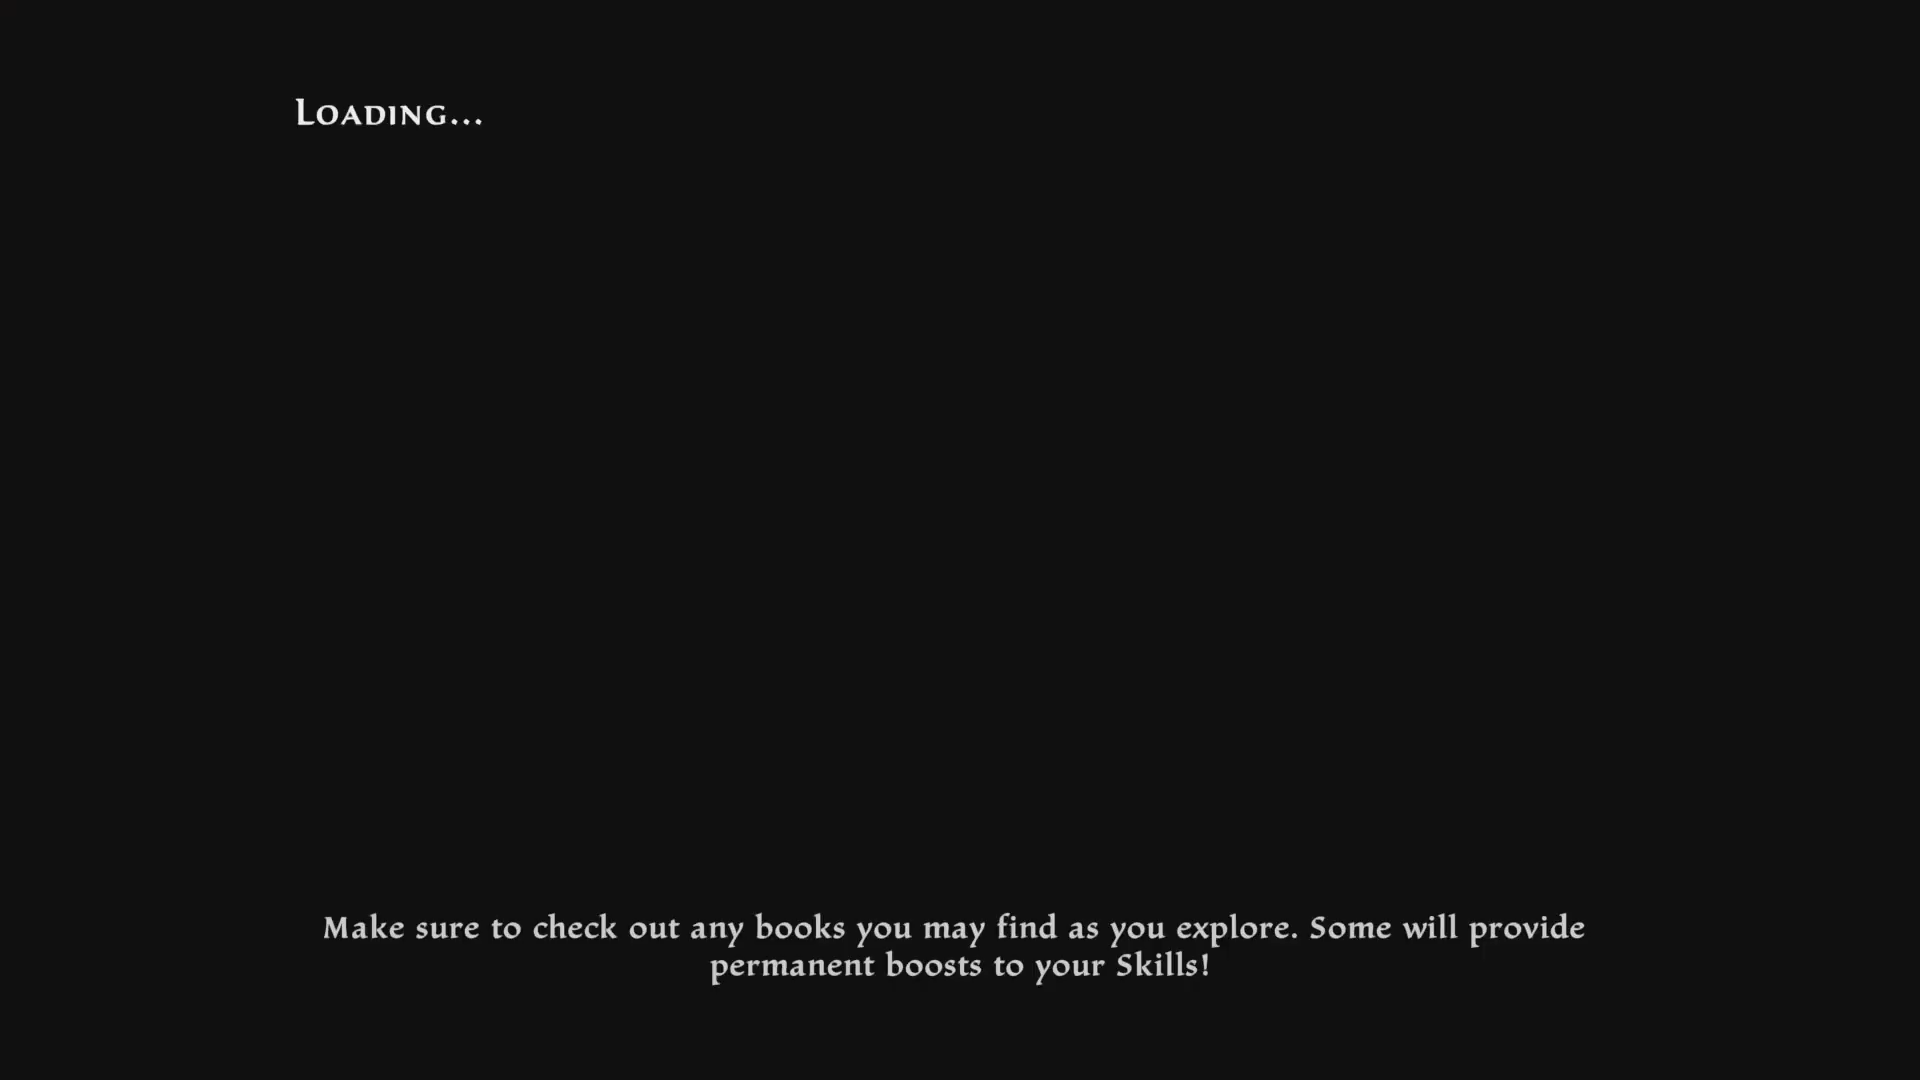 Loading...
Make sure to check out any books you may find as you explore. Some will provide
permanent boosts to your Skills!